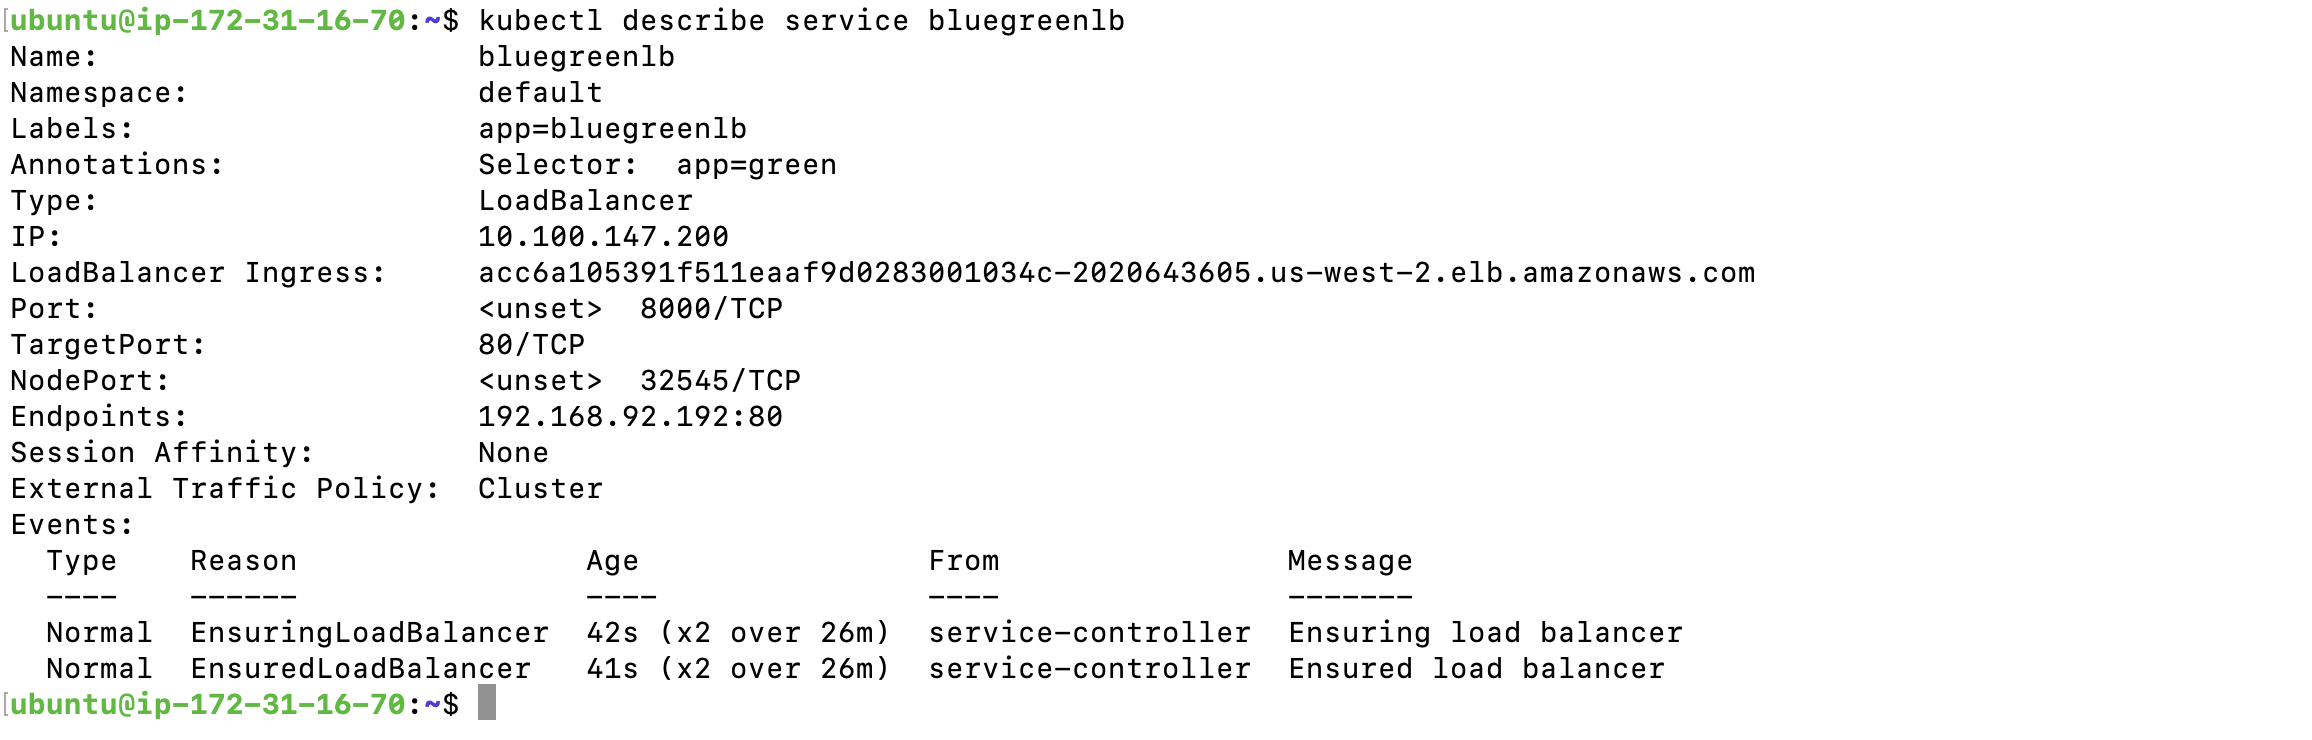 [ubuntu@ip-172-31-16-70:~$ kubectl describe service bluegreenlb
Name:                     bluegreenlb
Namespace:                default
Labels:                   app=bluegreenlb
Annotations:              Selector:  app=green
Type:                     LoadBalancer
IP:                       10.100.147.200
LoadBalancer Ingress:     acc6a105391f511eaaf9d0283001034c-2020643605.us-west-2.elb.amazonaws.com
Port:                     <unset>  8000/TCP
TargetPort:               80/TCP
NodePort:                 <unset>  32545/TCP
Endpoints:                192.168.92.192:80
Session Affinity:         None
External Traffic Policy:  Cluster
Events:
  Type    Reason                Age                From                Message
  ----    ------                ----               ----                -------
  Normal  EnsuringLoadBalancer  42s (x2 over 26m)  service-controller  Ensuring load balancer
  Normal  EnsuredLoadBalancer   41s (x2 over 26m)  service-controller  Ensured load balancer
[ubuntu@ip-172-31-16-70:~$